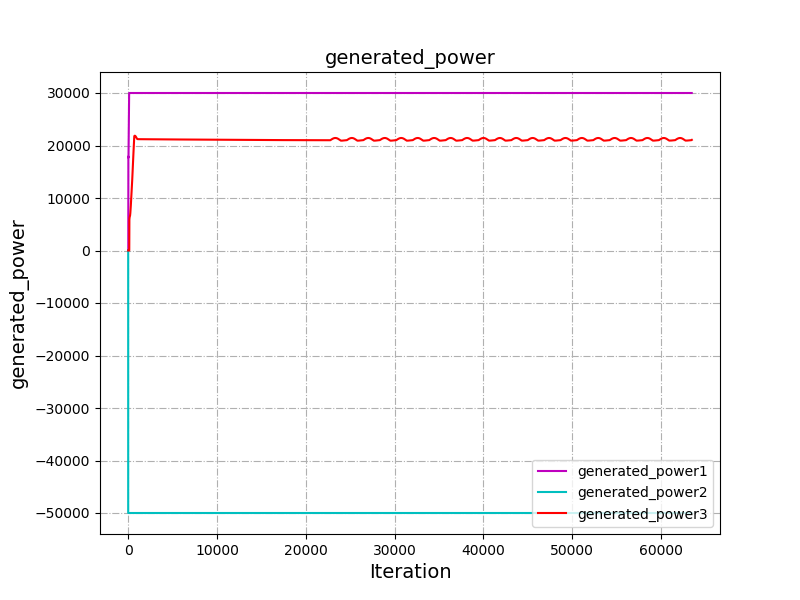 generated_power
30000
20000
10000
0
−10000
−20000
−30000
−40000
−50000
generated_power
0
10000
20000
30000
40000
50000
60000
Iteration
generated_power1
generated_power2
generated_power3